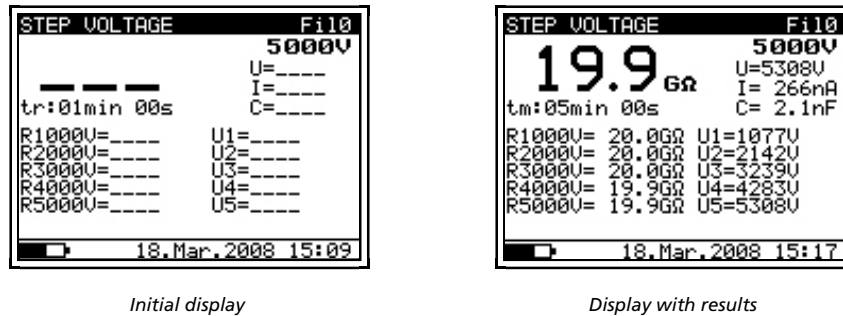 STEP VOLTAGE Fil0
5000V
U=____
___ I=____
tr:01min 00s C=____
R1000V=____ U1=____
R2000V=____ U2=____
R3000V=____ U3=____
R4000V=____ U4=____
R5000V=____ U5=____
18.Mar.2008 15:09
Initial display
STEP VOLTAGE Fil0
5000V
19.9GΩ U=5308V
I= 266nA
tm:05min 00s C= 2.1nF
R1000V= 20.0GΩ U1=1077V
R2000V= 20.0GΩ U2=2142V
R3000V= 20.0GΩ U3=3239V
R4000V= 19.9GΩ U4=4283V
R5000V= 19.9GΩ U5=5308V
18.Mar.2008 15:17
Display with results